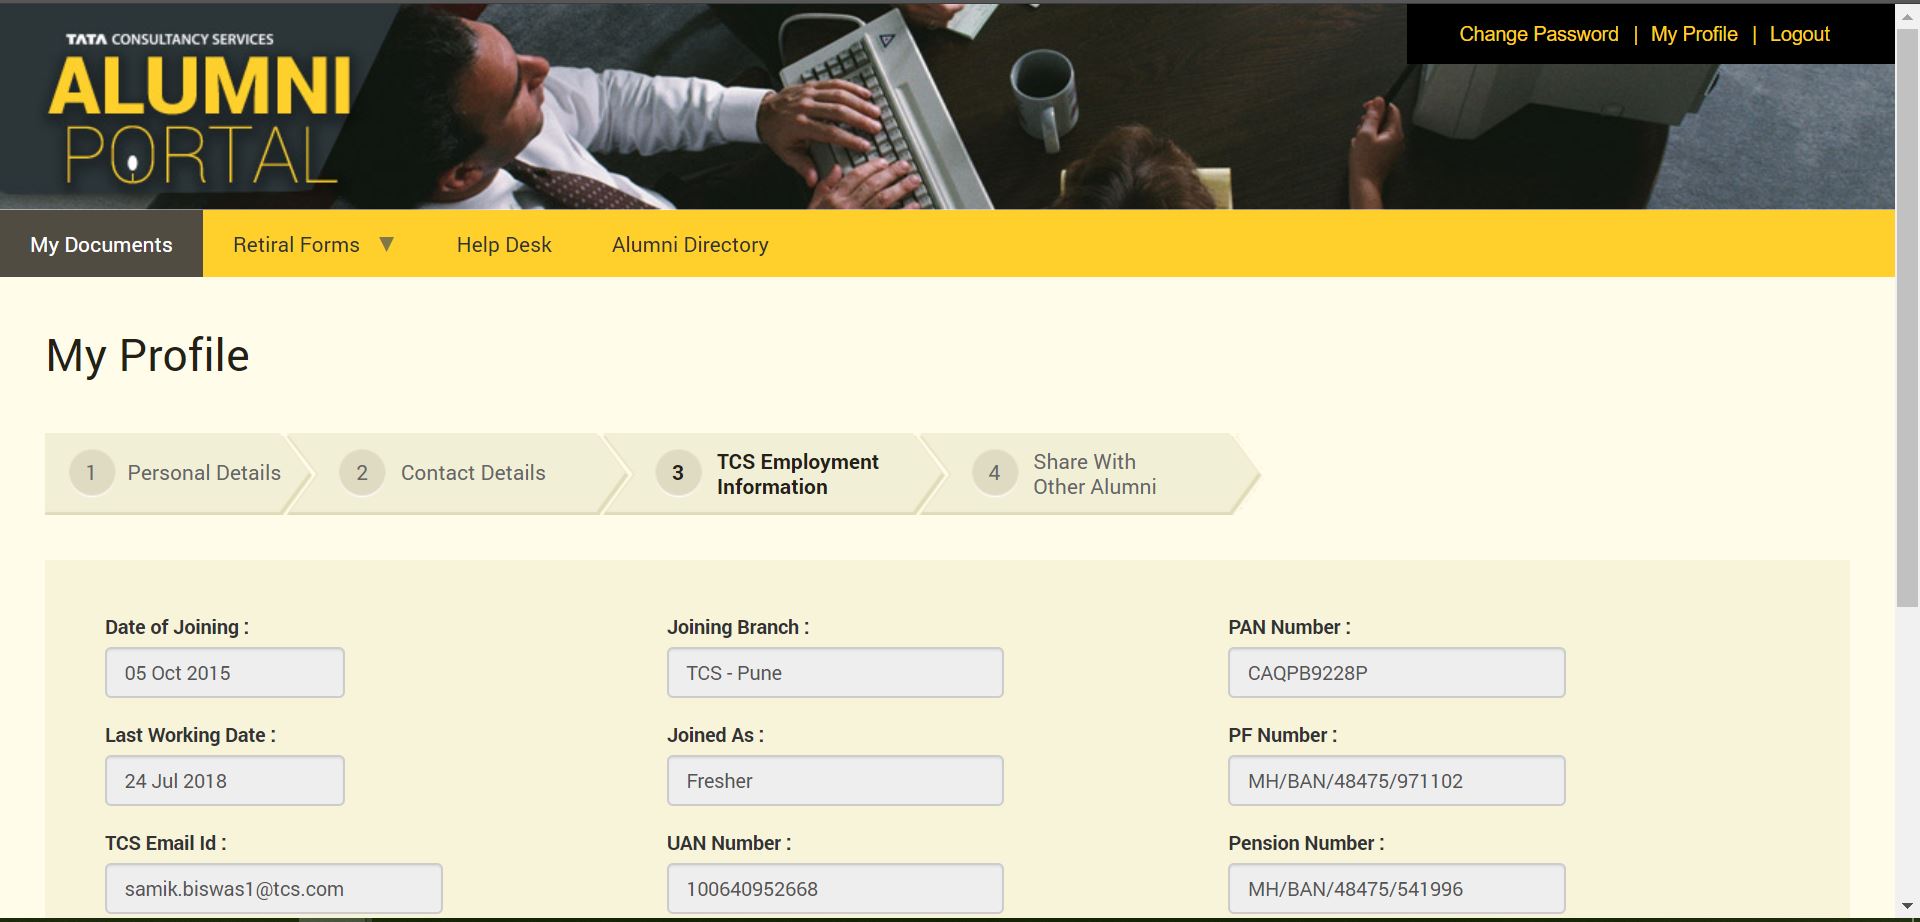 TATA CONSULTANCY SERVICES
ALUMNI
PORTAL
Change Password | My Profile | Logout
My Documents Retiral Forms ▼ Help Desk Alumni Directory
My Profile
1 Personal Details 2 Contact Details 3 TCS Employment Information 4 Share With Other Alumni
Date of Joining : Joining Branch : PAN Number :
05 Oct 2015 TCS - Pune CAQPB9228P
Last Working Date : Joined As : PF Number :
24 Jul 2018 Fresher MH/BAN/48475/971102
TCS Email Id : UAN Number : Pension Number :
samik.biswas1@tcs.com 100640952668 MH/BAN/48475/541996